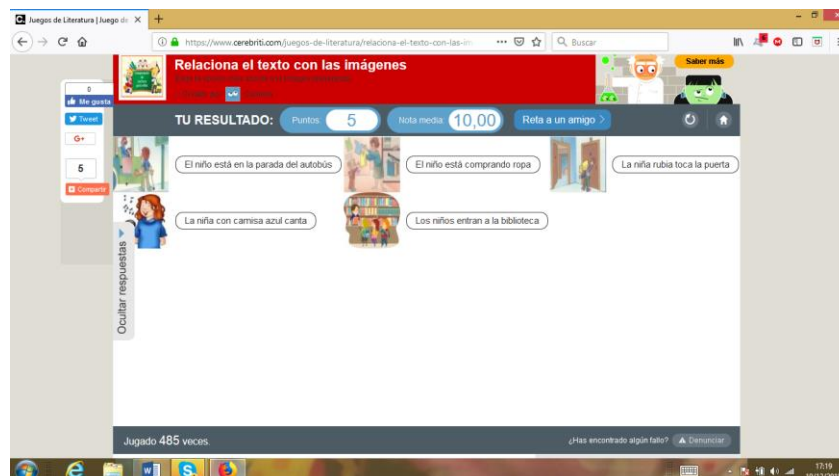 Juegos de Literatura | Juego de
https://www.cerebriti.com/juegos-de-literatura/relaciona-el-texto-con-las-im
Buscar
Relaciona el texto con las imágenes
Saber más
0
Me gusta
Tweet
G+
5
Compartir
TU RESULTADO: Puntos: 5 Nota media: 10,00 Reta a un amigo
El niño está en la parada del autobús
El niño está comprando ropa
La niña rubia toca la puerta
La niña con camisa azul canta
Los niños entran a la biblioteca
Ocultar respuestas
Jugado 485 veces.
¿Has encontrado algún fallo? Denunciar
17:19